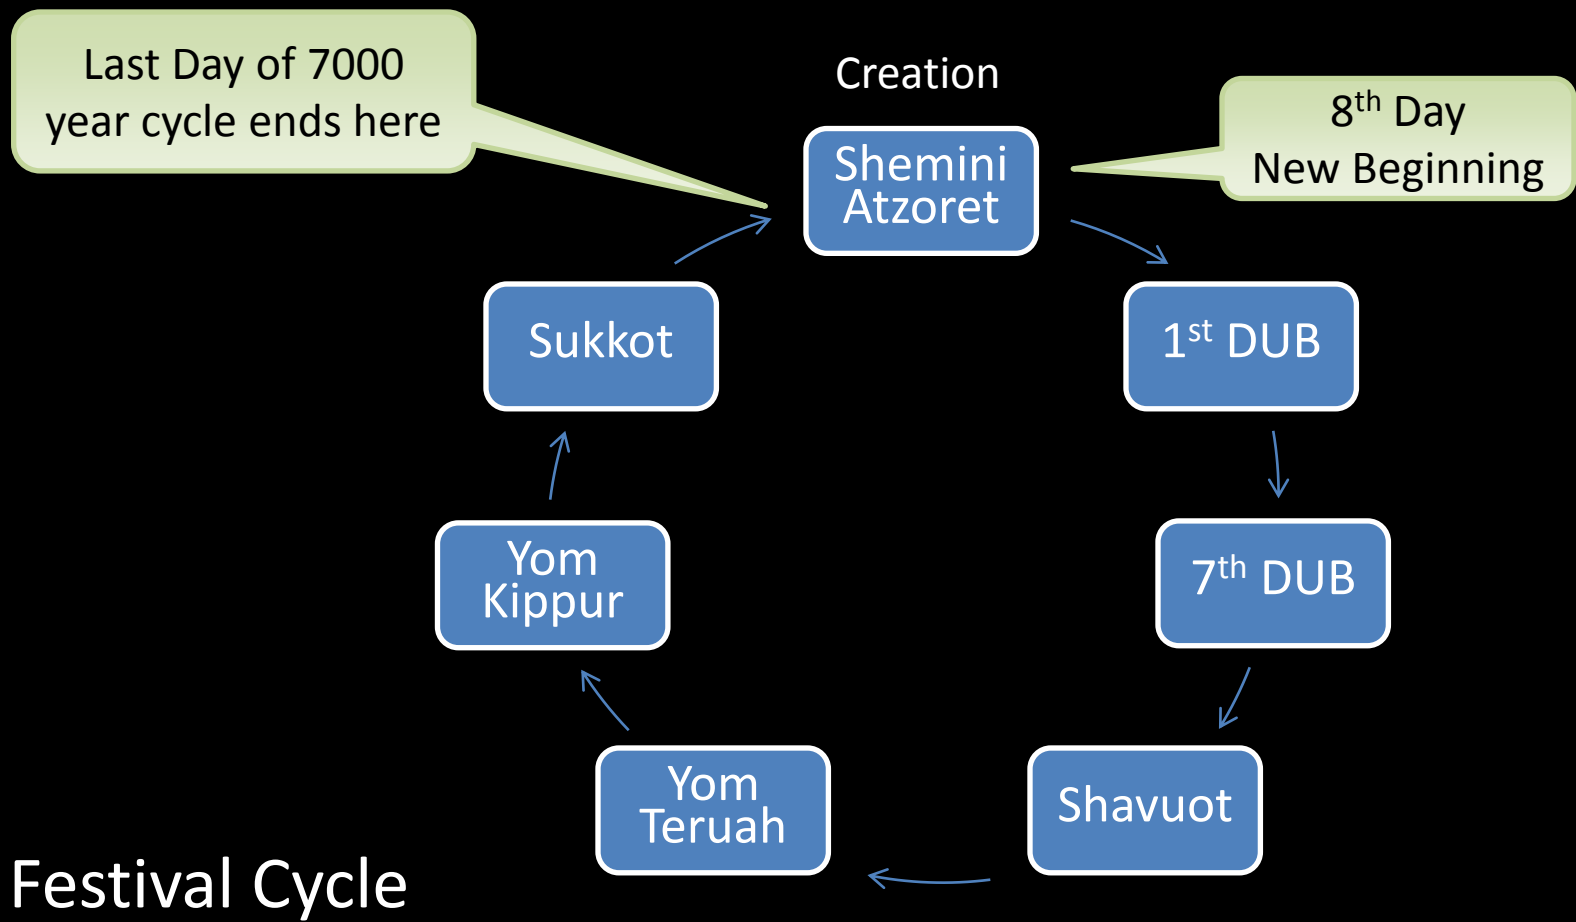 Last Day of 7000
year cycle ends here
Creation
8th Day
New Beginning
Shemini
Atzoret
Sukkot
1st DUB
Yom
Kippur
7th DUB
Yom
Teruah
Shavuot
Festival Cycle